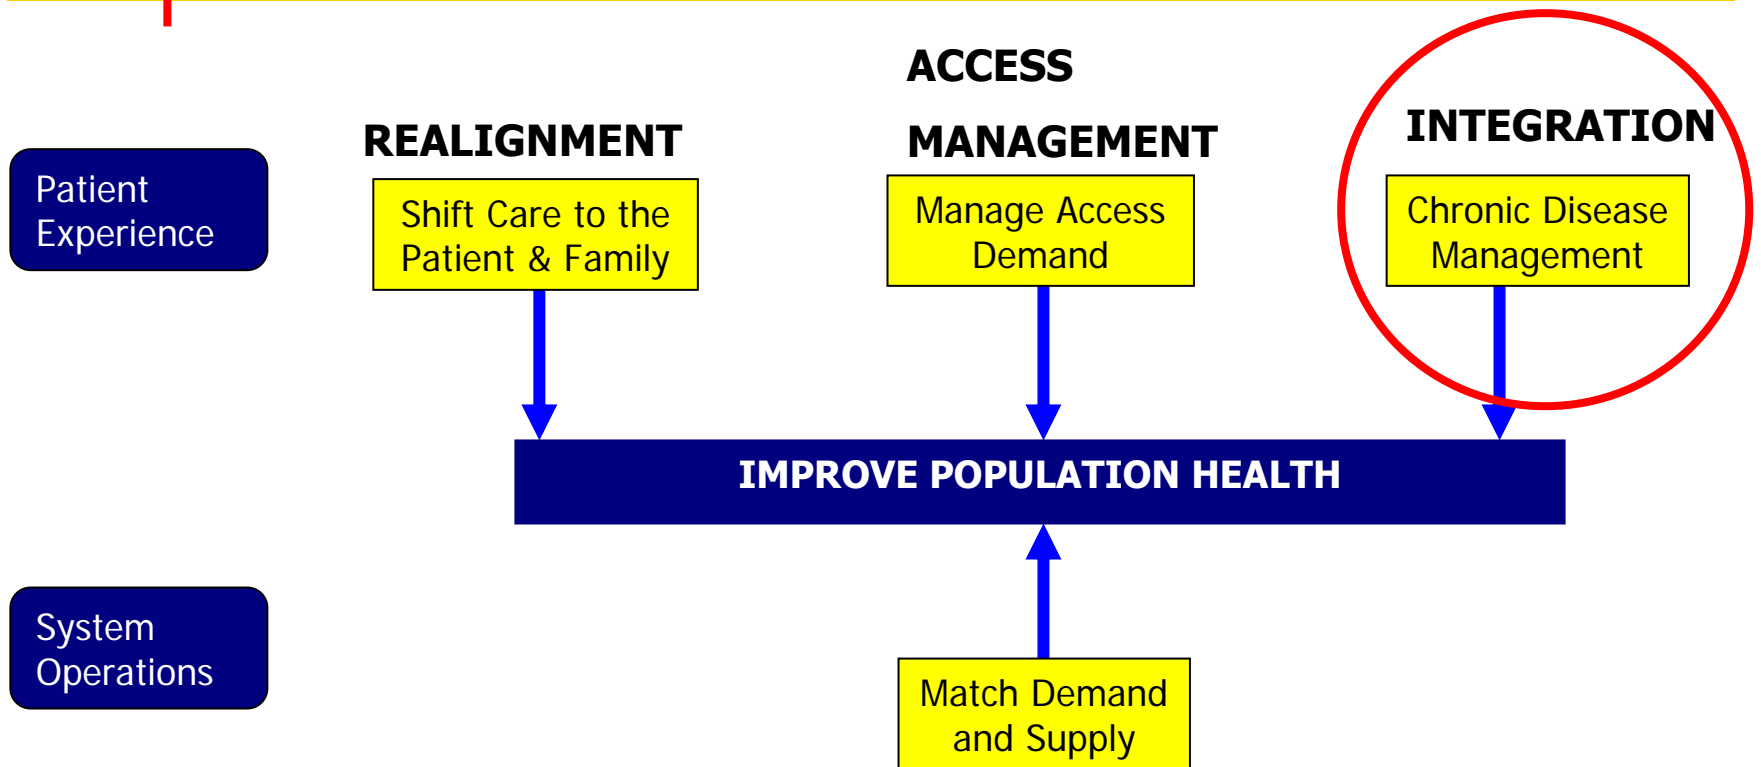 ACCESS
MANAGEMENT
REALIGNMENT
INTEGRATION
Patient
Experience
Shift Care to the
Patient & Family
Manage Access
Demand
Chronic Disease
Management
IMPROVE POPULATION HEALTH
System
Operations
Match Demand
and Supply